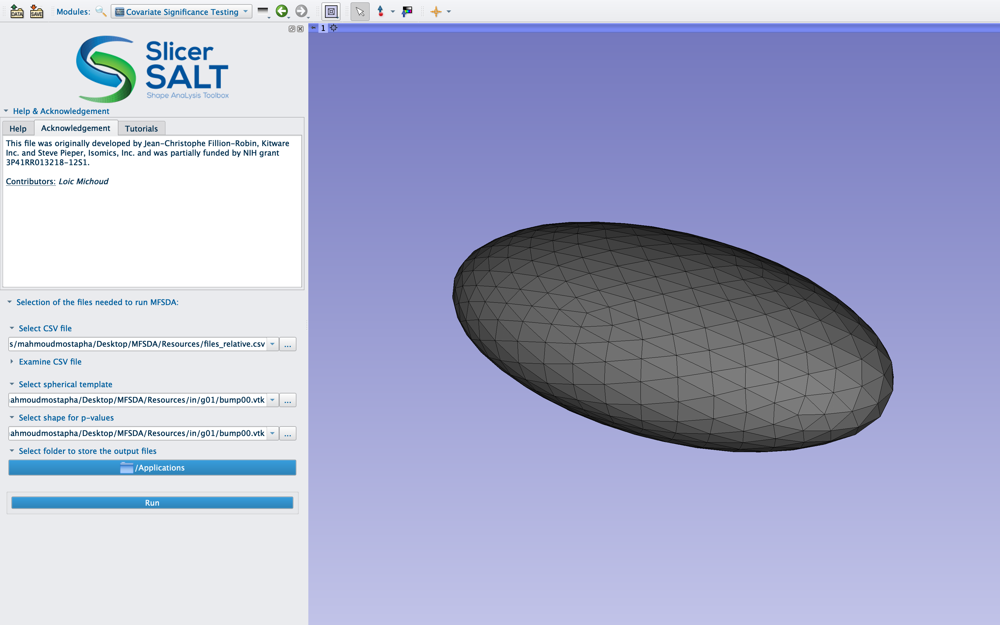 DATA
SAVE
Modules:
Covariate Significance Testing
1
Slicer
SALT
Shape AnaLysis Toolbox
Help & Acknowledgement
Help
Acknowledgement
Tutorials
This file was originally developed by Jean-Christophe Fillion-Robin, Kitware
Inc. and Steve Pieper, Isomics, Inc. and was partially funded by NIH grant
3P41RR013218-12S1.
Contributors: Loic Michoud
Selection of the files needed to run MFSDA:
Select CSV file
s/mahmoudmostapha/Desktop/MFSDA/Resources/files_relative.csv
...
Examine CSV file
Select spherical template
ahmoudmostapha/Desktop/MFSDA/Resources/in/g01/bump00.vtk
...
Select shape for p-values
ahmoudmostapha/Desktop/MFSDA/Resources/in/g01/bump00.vtk
...
Select folder to store the output files
/Applications
Run